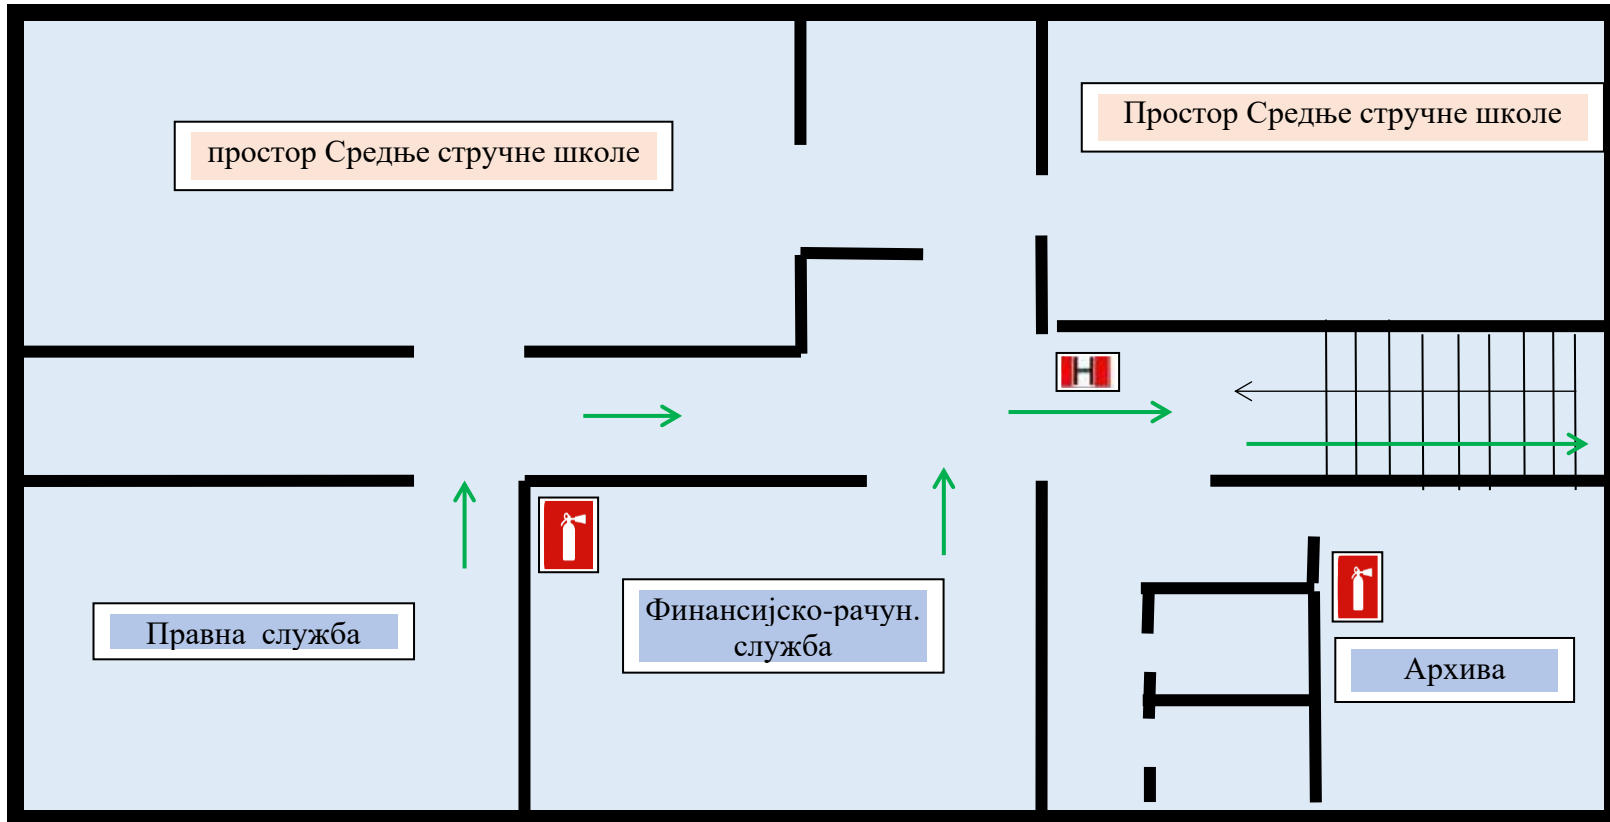 простор Средње стручне школе
Простор Средње стручне школе
H
Правна служба
Финансијско-рачун.
служба
Архива